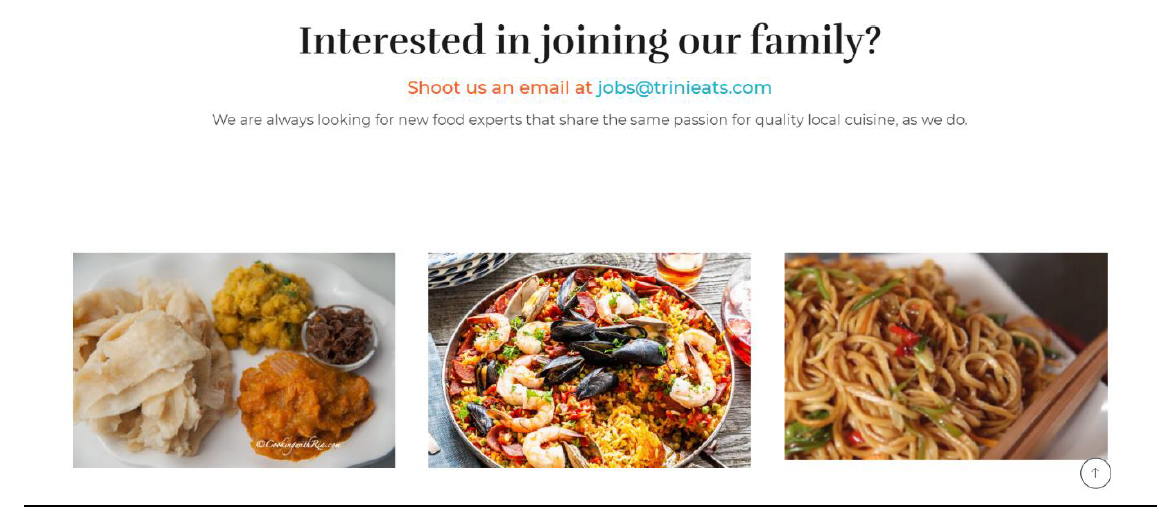 Interested in joining our family?
Shoot us an email at jobs@trinieats.com
We are always looking for new food experts that share the same passion for quality local cuisine, as we do.
©CookingwithRia.com